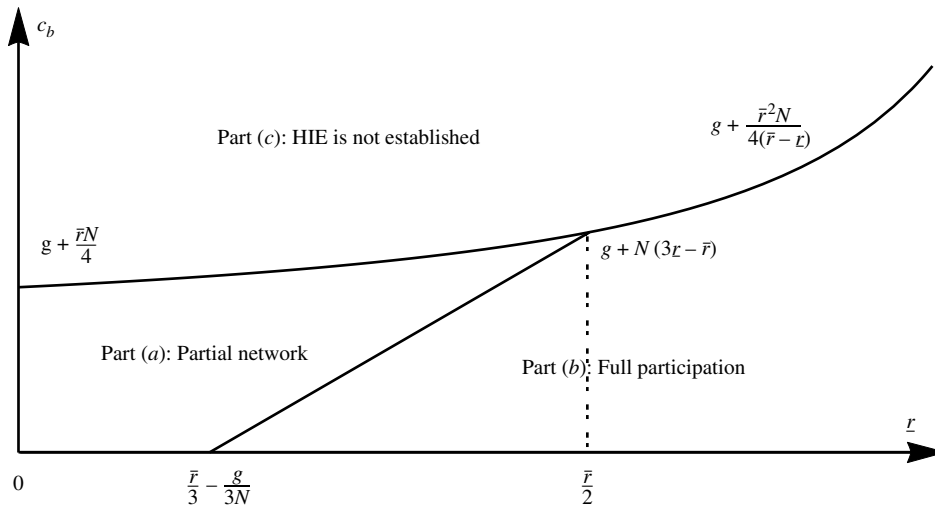 c_b
Part (c): HIE is not established
g + r̄²N / 4(r̄ – r̲)
g + r̄N / 4
g + N (3r̲ – r̄)
Part (a): Partial network
Part (b): Full participation
r̲
0
r̄/3 – g/3N
r̄/2